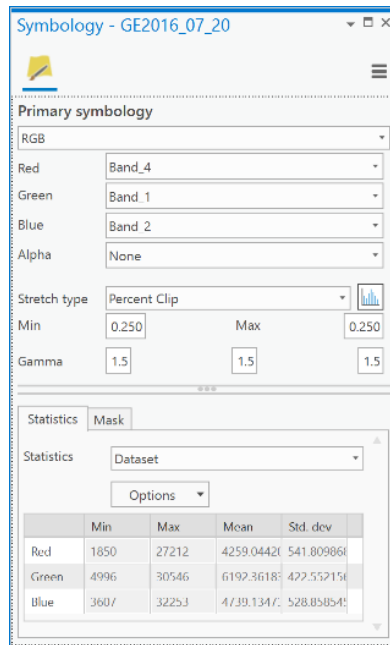 Symbology - GE2016_07_20
Primary symbology
RGB
Red Band_4
Green Band_1
Blue Band_2
Alpha None
Stretch type Percent Clip
Min 0.250 Max 0.250
Gamma 1.5 1.5 1.5
Statistics Mask
Statistics Dataset
Options
Min Max Mean Std. dev
Red 1850 27212 4259.0442( 541.80986
Green 4996 30546 6192.3618 422.55215
Blue 3607 32253 4739.1347 528.85854